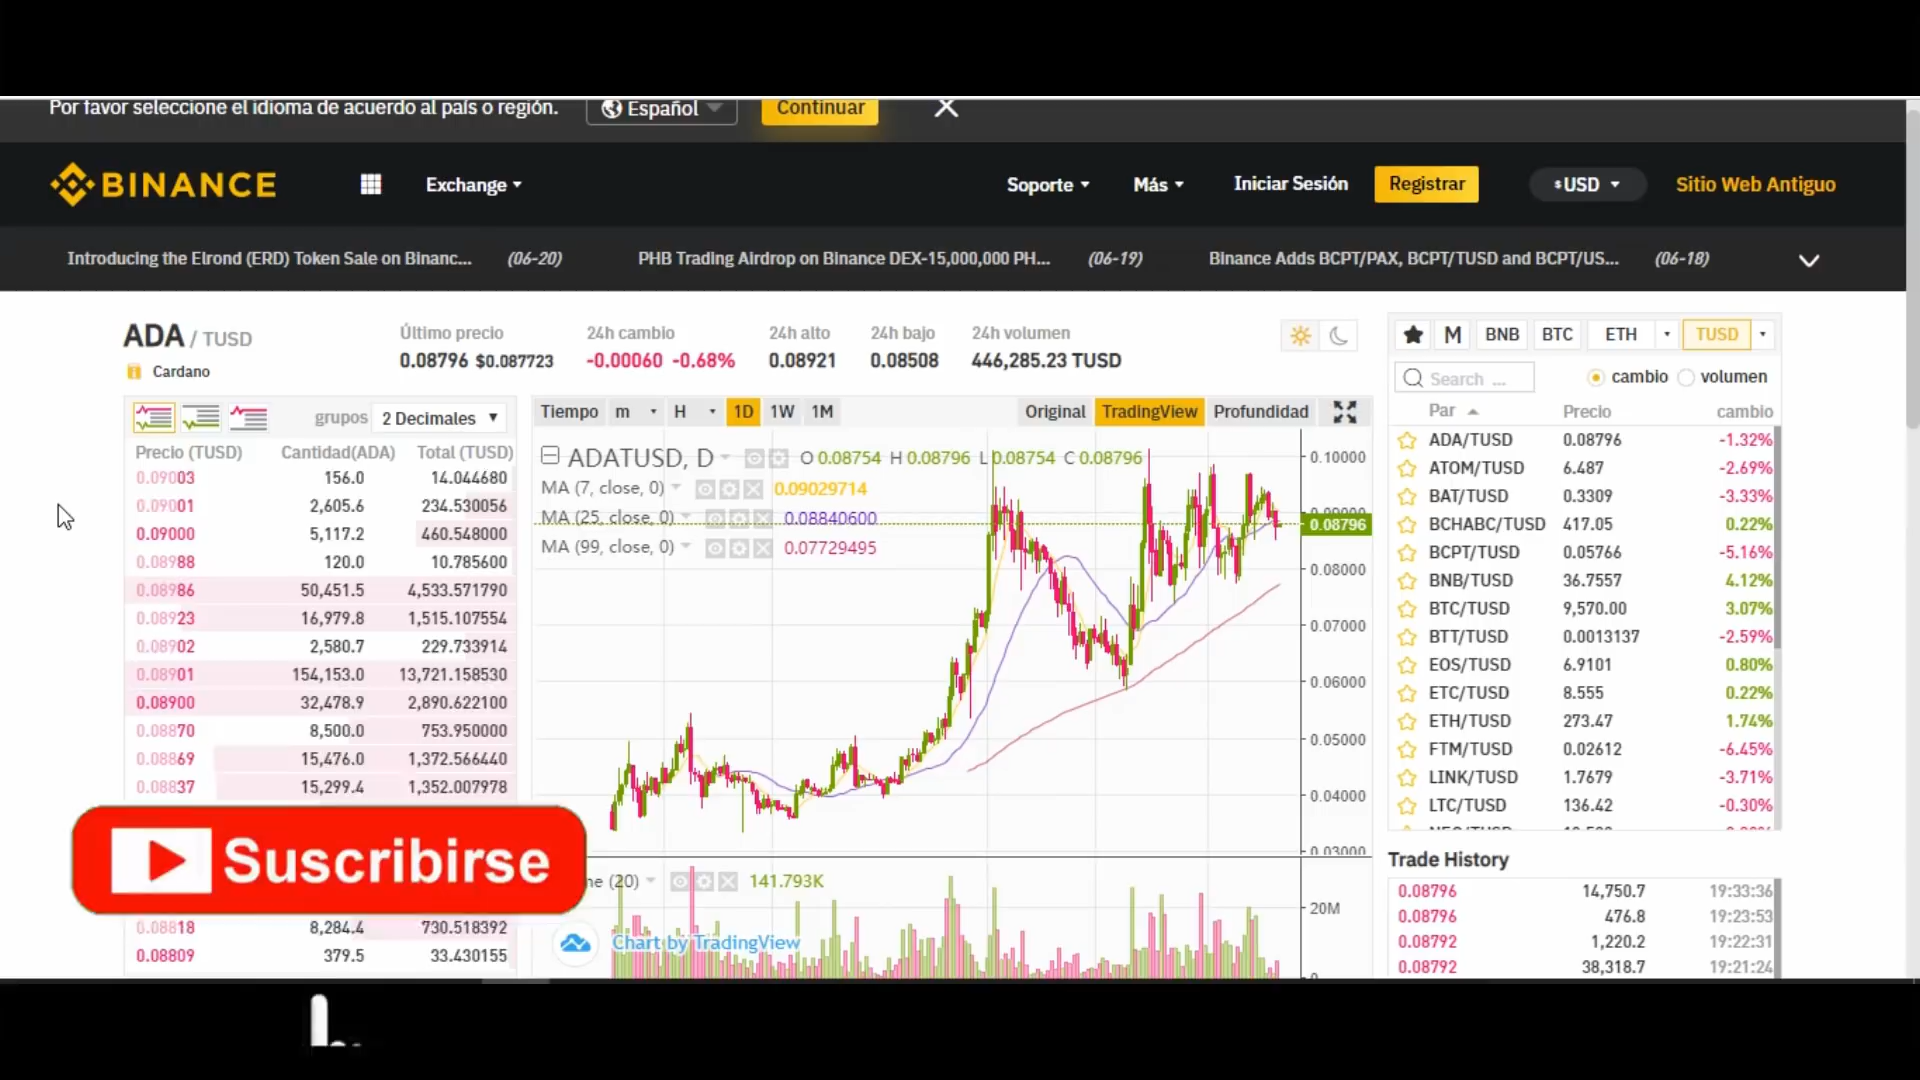 Por favor seleccione el idioma de acuerdo al país o región. Español Continuar
BINANCE Exchange Soporte Más Iniciar Sesión Registrar $USD Sitio Web Antiguo
Introducing the Elrond (ERD) Token Sale on Binanc... (06-20) PHB Trading Airdrop on Binance DEX-15,000,000 PH... (06-19) Binance Adds BCPT/PAX, BCPT/TUSD and BCPT/US... (06-18)
ADA / TUSD
Cardano
Último precio
0.08796 $0.087723
24h cambio
-0.00060 -0.68%
24h alto
0.08921
24h bajo
0.08508
24h volumen
446,285.23 TUSD
grupos 2 Decimales
Precio (TUSD) Cantidad(ADA) Total (TUSD)
0.09003 156.0 14.044680
0.09001 2,605.6 234.530056
0.09000 5,117.2 460.548000
0.08988 120.0 10.785600
0.08986 50,451.5 4,533.571790
0.08923 16,979.8 1,515.107554
0.08902 2,580.7 229.733914
0.08901 154,153.0 13,721.158530
0.08900 32,478.9 2,890.622100
0.08870 8,500.0 753.950000
0.08869 15,476.0 1,372.566440
0.08837 15,299.4 1,352.007978
Suscribirse
0.08818 8,284.4 730.518392
0.08809 379.5 33.430155
Tiempo m H 1D 1W 1M Original TradingView Profundidad
ADATUSD, D O 0.08754 H 0.08796 L 0.08754 C 0.08796
MA (7, close, 0) 0.09029714
MA (25, close, 0) 0.08840600
MA (99, close, 0) 0.07729495
0.10000
0.09000
0.08796
0.08000
0.07000
0.06000
0.05000
0.04000
0.03000
me (20) 141.793K
20M
0
Chart by TradingView
M BNB BTC ETH TUSD
Search ... cambio volumen
Par Precio cambio
ADA/TUSD 0.08796 -1.32%
ATOM/TUSD 6.487 -2.69%
BAT/TUSD 0.3309 -3.33%
BCHABC/TUSD 417.05 0.22%
BCPT/TUSD 0.05766 -5.16%
BNB/TUSD 36.7557 4.12%
BTC/TUSD 9,570.00 3.07%
BTT/TUSD 0.0013137 -2.59%
EOS/TUSD 6.9101 0.80%
ETC/TUSD 8.555 0.22%
ETH/TUSD 273.47 1.74%
FTM/TUSD 0.02612 -6.45%
LINK/TUSD 1.7679 -3.71%
LTC/TUSD 136.42 -0.30%
Trade History
0.08796 14,750.7 19:33:36
0.08796 476.8 19:23:53
0.08792 1,220.2 19:22:31
0.08792 38,318.7 19:21:24